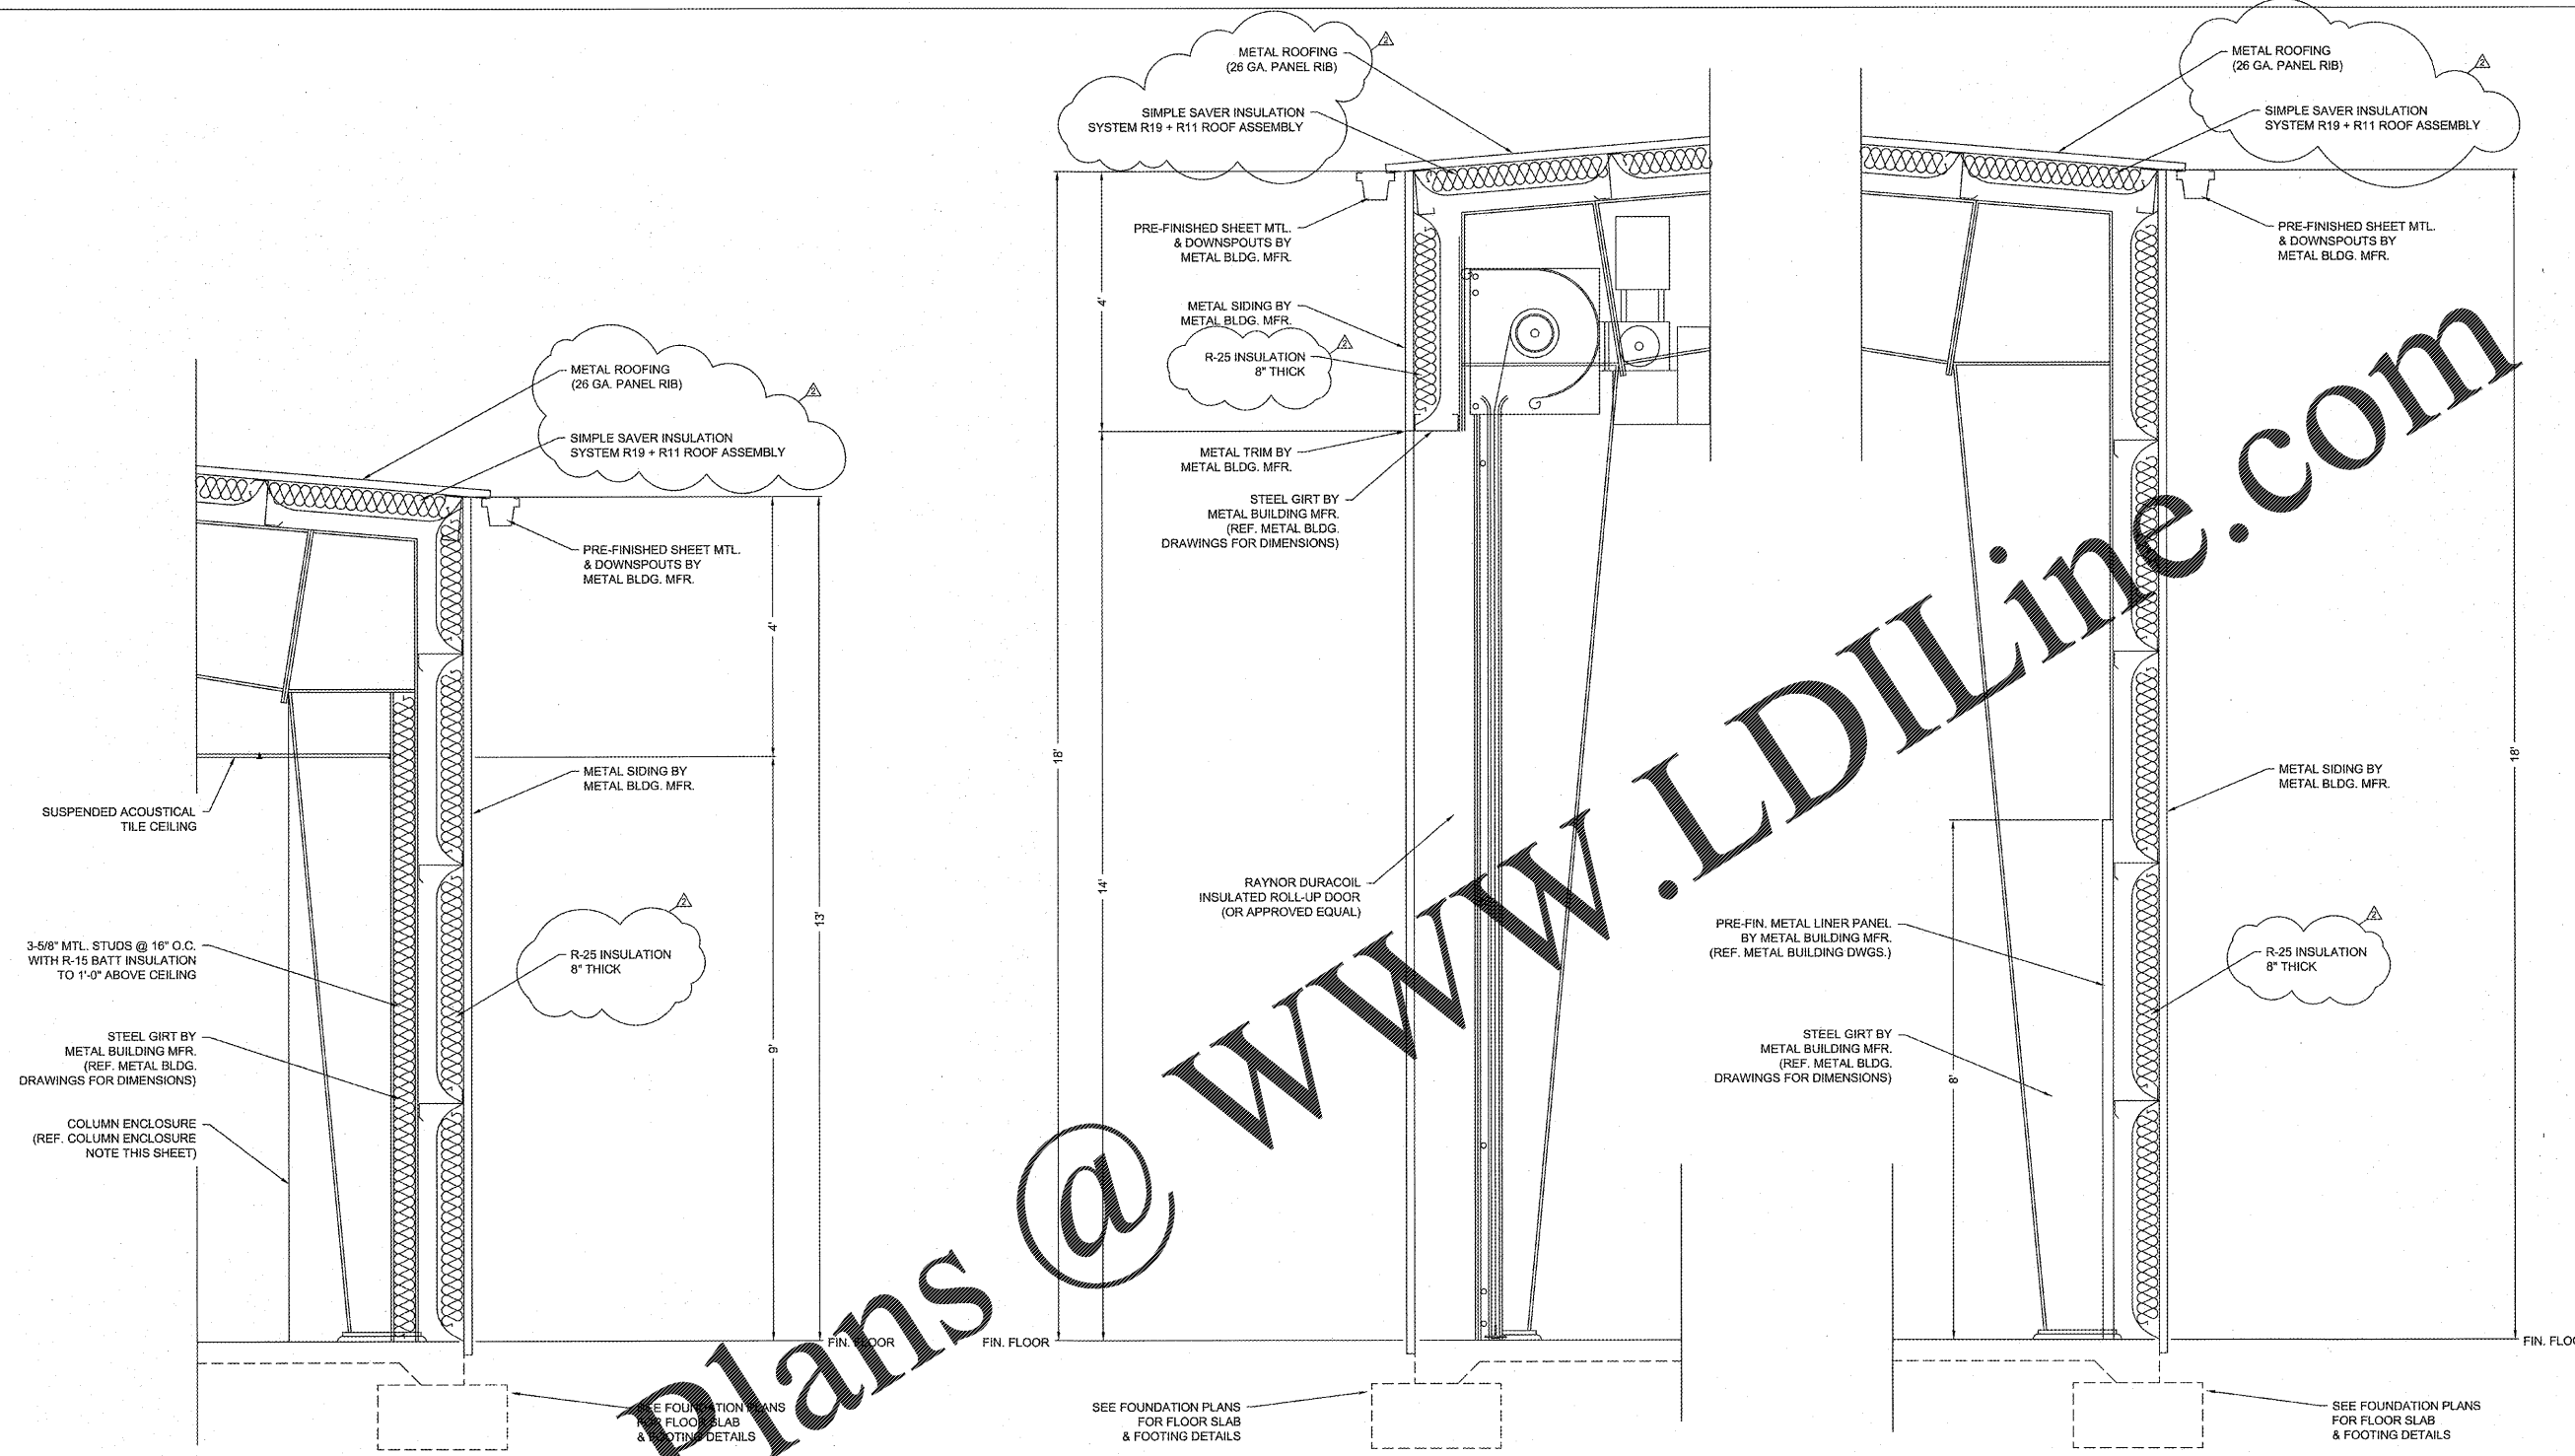 METAL ROOFING
(26 GA. PANEL RIB)
2
SIMPLE SAVER INSULATION
SYSTEM R19 + R11 ROOF ASSEMBLY
PRE-FINISHED SHEET MTL.
& DOWNSPOUTS BY
METAL BLDG. MFR.
4'
13'
9'
METAL SIDING BY
METAL BLDG. MFR.
SUSPENDED ACOUSTICAL
TILE CEILING
2
R-25 INSULATION
8" THICK
3-5/8" MTL. STUDS @ 16" O.C.
WITH R-15 BATT INSULATION
TO 1'-0" ABOVE CEILING
STEEL GIRT BY
METAL BUILDING MFR.
(REF. METAL BLDG.
DRAWINGS FOR DIMENSIONS)
COLUMN ENCLOSURE
(REF. COLUMN ENCLOSURE
NOTE THIS SHEET)
FIN. FLOOR
SEE FOUNDATION PLANS
FOR FLOOR SLAB
& FOOTING DETAILS
METAL ROOFING
(26 GA. PANEL RIB)
2
SIMPLE SAVER INSULATION
SYSTEM R19 + R11 ROOF ASSEMBLY
PRE-FINISHED SHEET MTL.
& DOWNSPOUTS BY
METAL BLDG. MFR.
4'
METAL SIDING BY
METAL BLDG. MFR.
2
R-25 INSULATION
8" THICK
METAL TRIM BY
METAL BLDG. MFR.
STEEL GIRT BY
METAL BUILDING MFR.
(REF. METAL BLDG.
DRAWINGS FOR DIMENSIONS)
18'
14'
RAYNOR DURACOIL
INSULATED ROLL-UP DOOR
(OR APPROVED EQUAL)
FIN. FLOOR
SEE FOUNDATION PLANS
FOR FLOOR SLAB
& FOOTING DETAILS
METAL ROOFING
(26 GA. PANEL RIB)
2
SIMPLE SAVER INSULATION
SYSTEM R19 + R11 ROOF ASSEMBLY
PRE-FINISHED SHEET MTL.
& DOWNSPOUTS BY
METAL BLDG. MFR.
18'
METAL SIDING BY
METAL BLDG. MFR.
PRE-FIN. METAL LINER PANEL
BY METAL BUILDING MFR.
(REF. METAL BUILDING DWGS.)
2
R-25 INSULATION
8" THICK
STEEL GIRT BY
METAL BUILDING MFR.
(REF. METAL BLDG.
DRAWINGS FOR DIMENSIONS)
8'
FIN. FLO
SEE FOUNDATION PLANS
FOR FLOOR SLAB
& FOOTING DETAILS
Plans @ www.LDILine.com